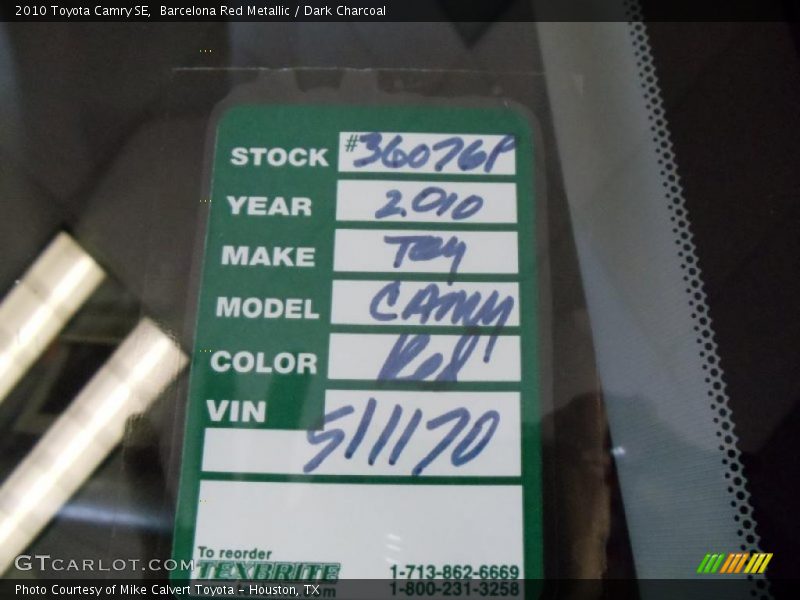 2010 Toyota Camry SE, Barcelona Red Metallic / Dark Charcoal
STOCK #36076P
YEAR 2010
MAKE Toy
MODEL CAMRY
COLOR Red
VIN 511170
To reorder
TEXBRITE 1-713-862-6669
1-800-231-3258
GTCARLOT.COM
Photo Courtesy of Mike Calvert Toyota - Houston, TX